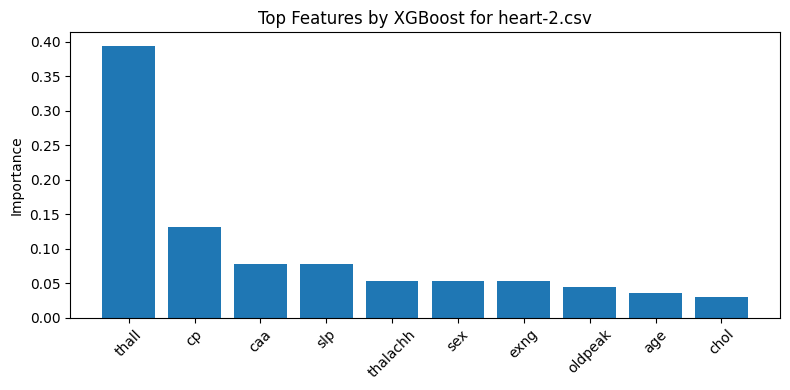 Top Features by XGBoost for heart-2.csv
Importance
0.40
0.35
0.30
0.25
0.20
0.15
0.10
0.05
0.00
thall
cp
caa
slp
thalachh
sex
exng
oldpeak
age
chol